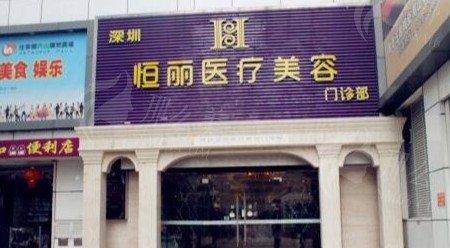 深圳
恒丽医疗美容
门诊部
美食 娱乐
便利店